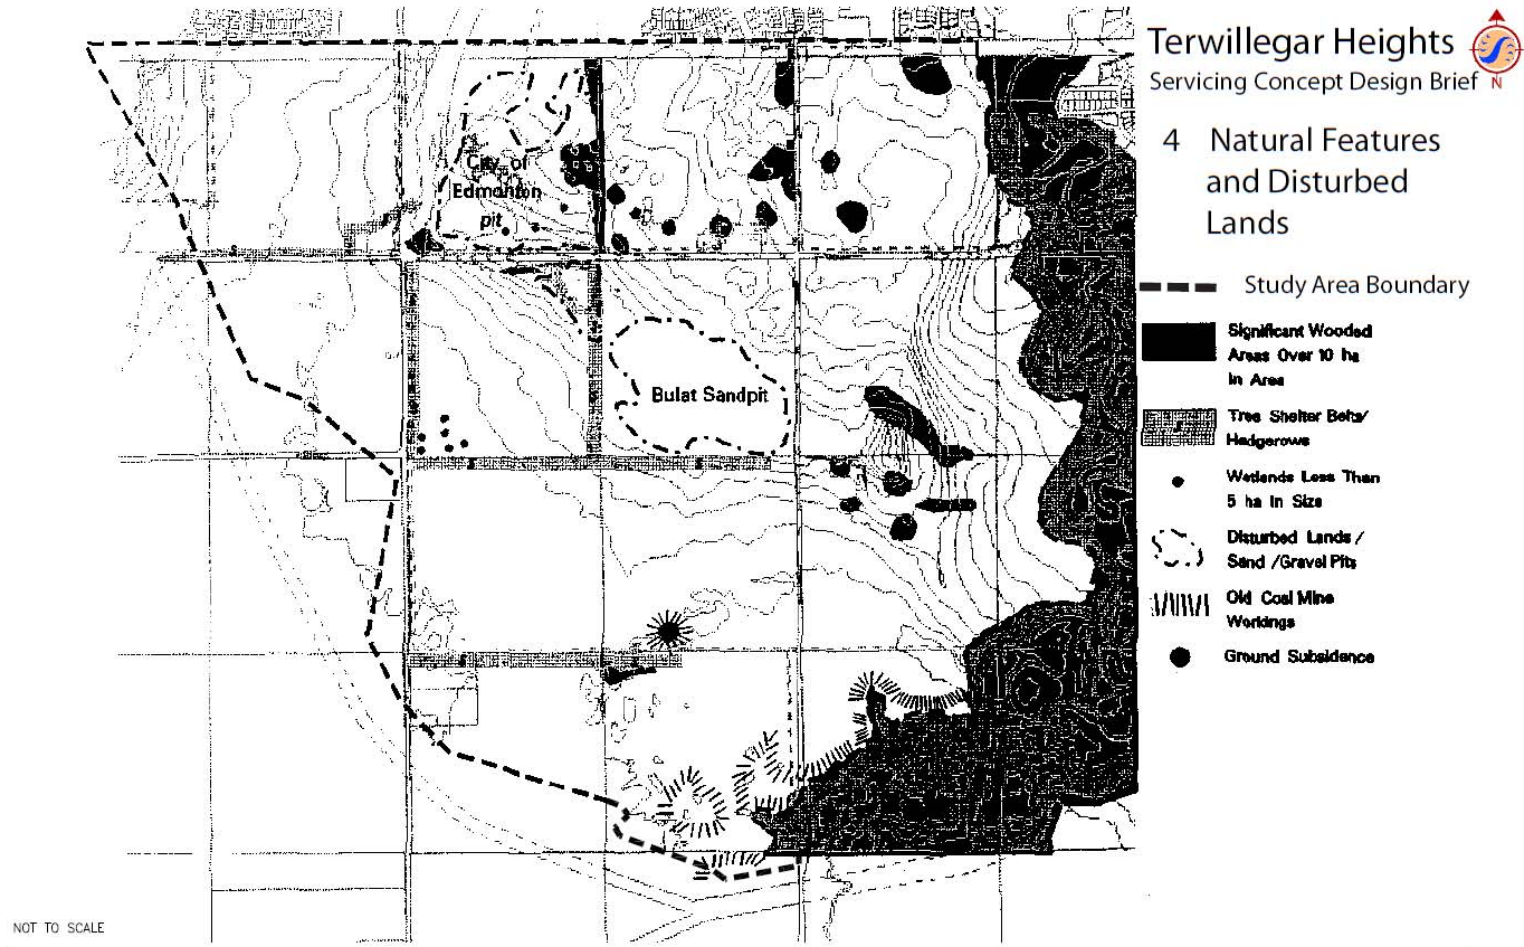 Terwillegar Heights
Servicing Concept Design Brief
N
4 Natural Features
and Disturbed
Lands
Study Area Boundary
Significant Wooded
Areas Over 10 ha
In Area
Tree Shelter Belts/
Hedgerows
Wetlands Less Than
5 ha In Size
Disturbed Lands /
Sand /Gravel Pits
Old Coal Mine
Workings
Ground Subsidence
City of
Edmonton
pit
Bulat Sandpit
NOT TO SCALE